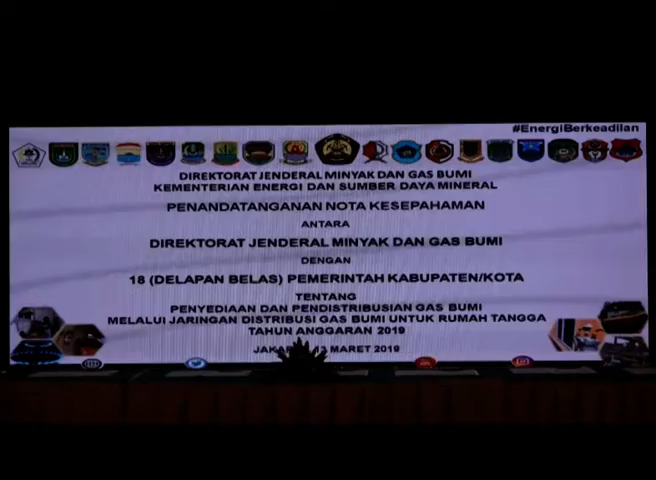 #EnergiBerkeadilan
DIREKTORAT JENDERAL MINYAK DAN GAS BUMI
KEMENTERIAN ENERGI DAN SUMBER DAYA MINERAL
PENANDATANGANAN NOTA KESEPAHAMAN
ANTARA
DIREKTORAT JENDERAL MINYAK DAN GAS BUMI
DENGAN
18 (DELAPAN BELAS) PEMERINTAH KABUPATEN/KOTA
TENTANG
PENYEDIAAN DAN PENDISTRIBUSIAN GAS BUMI
MELALUI JARINGAN DISTRIBUSI GAS BUMI UNTUK RUMAH TANGGA
TAHUN ANGGARAN 2019
MARET 2019